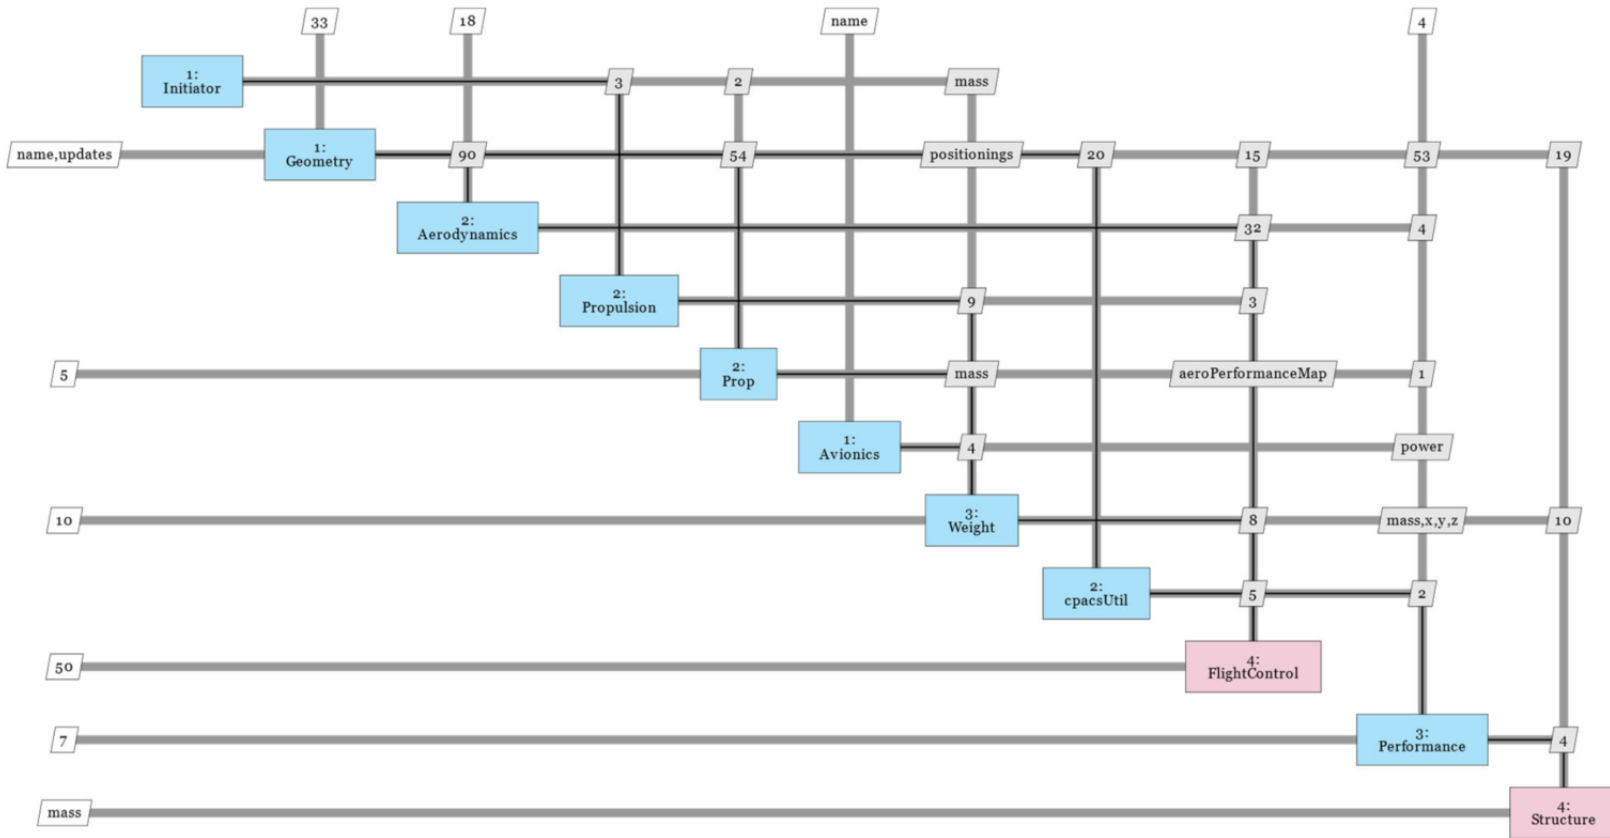 33
18
name
4
1:
Initiator
3
2
mass
name,updates
1:
Geometry
90
54
positionings
20
15
53
19
2:
Aerodynamics
32
4
2:
Propulsion
9
3
5
2:
Prop
mass
aeroPerformanceMap
1
1:
Avionics
4
power
10
3:
Weight
8
mass,x,y,z
10
2:
cpacsUtil
5
2
50
4:
FlightControl
7
3:
Performance
4
mass
4:
Structure